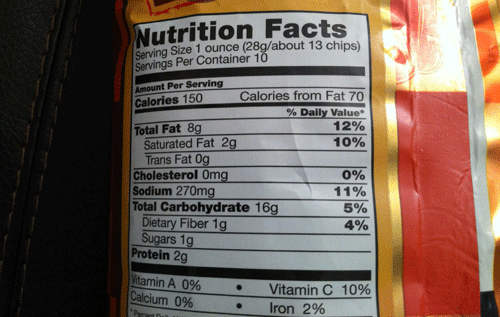 Nutrition Facts
Serving Size 1 ounce (28g/about 13 chips)
Servings Per Container 10
Amount Per Serving
Calories 150 Calories from Fat 70
% Daily Value*
Total Fat 8g 12%
Saturated Fat 2g 10%
Trans Fat 0g
Cholesterol 0mg 0%
Sodium 270mg 11%
Total Carbohydrate 16g 5%
Dietary Fiber 1g 4%
Sugars 1g
Protein 2g
Vitamin A 0% • Vitamin C 10%
Calcium 0% • Iron 2%